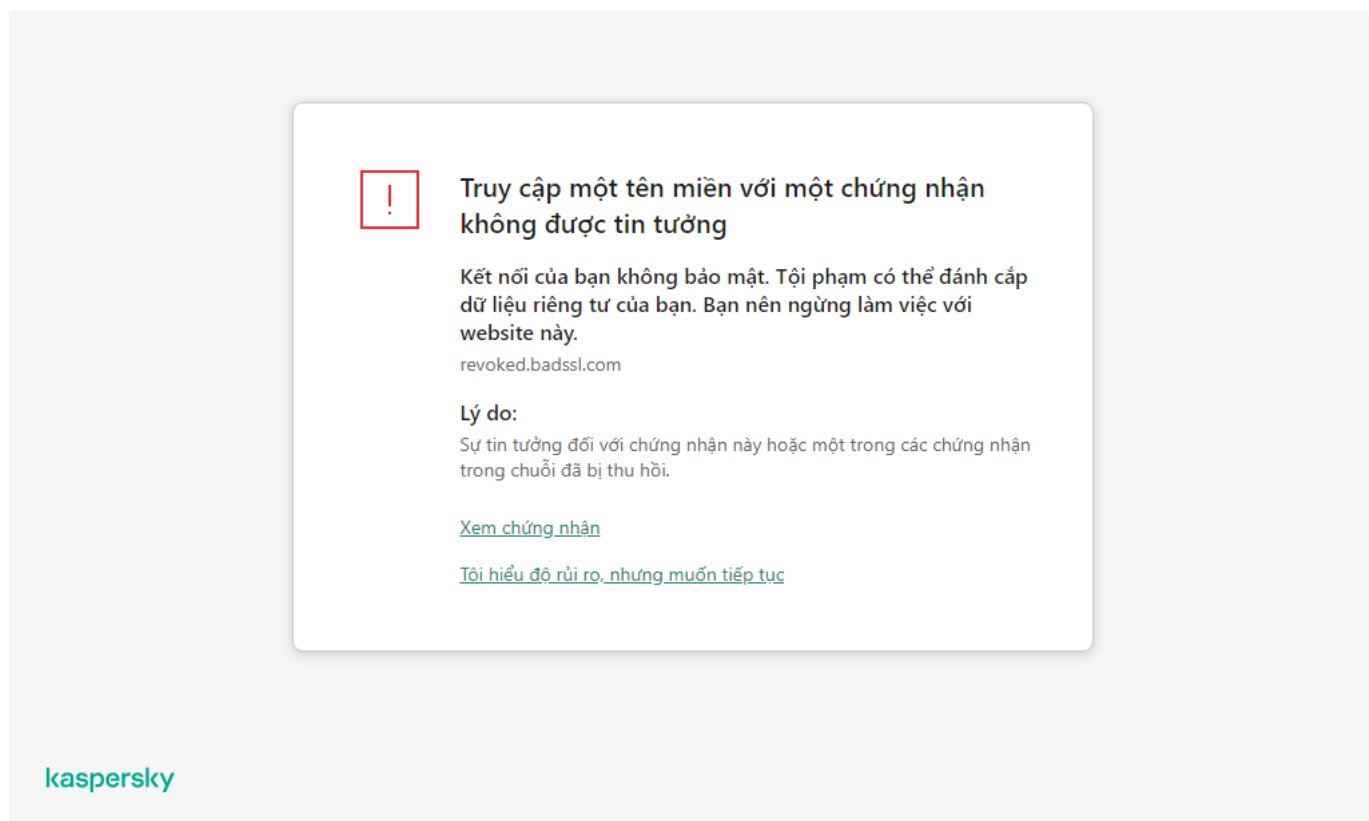 Truy cập một tên miền với một chứng nhận
không được tin tưởng
Kết nối của bạn không bảo mật. Tội phạm có thể đánh cắp
dữ liệu riêng tư của bạn. Bạn nên ngừng làm việc với
website này.
revoked.badssl.com
Lý do:
Sự tin tưởng đối với chứng nhận này hoặc một trong các chứng nhận
trong chuỗi đã bị thu hồi.
Xem chứng nhận
Tôi hiểu độ rủi ro, nhưng muốn tiếp tục
kaspersky